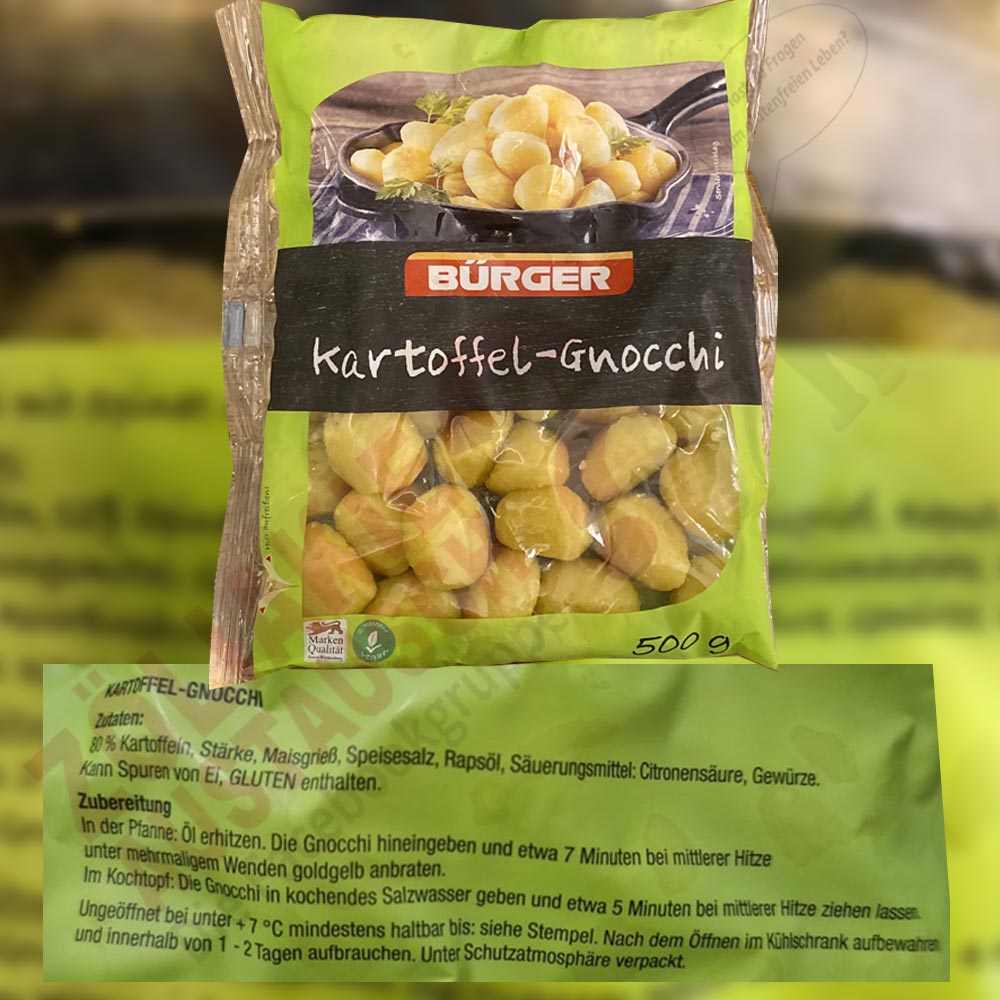 BÜRGER
Kartoffel-Gnocchi
Marken
Qualität
vegan
500 g
KARTOFFEL-GNOCCHI
Zutaten:
80 % Kartoffeln, Stärke, Maisgrieß, Speisesalz, Rapsöl, Säuerungsmittel: Citronensäure, Gewürze.
Kann Spuren von Ei, GLUTEN enthalten.
Zubereitung
In der Pfanne: Öl erhitzen. Die Gnocchi hineingeben und etwa 7 Minuten bei mittlerer Hitze
unter mehrmaligem Wenden goldgelb anbraten.
Im Kochtopf: Die Gnocchi in kochendes Salzwasser geben und etwa 5 Minuten bei mittlerer Hitze ziehen lassen.
Ungeöffnet bei unter +7 °C mindestens haltbar bis: siehe Stempel. Nach dem Öffnen im Kühlschrank aufbewahren
und innerhalb von 1 - 2 Tagen aufbrauchen. Unter Schutzatmosphäre verpackt.